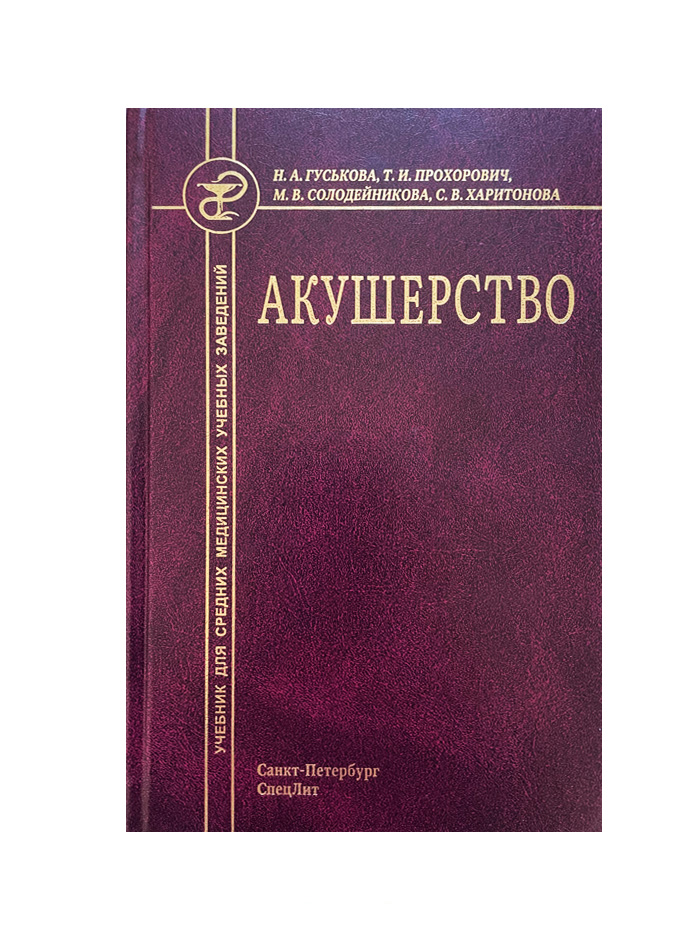 Н. А. ГУСЬКОВА, Т. И. ПРОХОРОВИЧ,
М. В. СОЛОДЕЙНИКОВА, С. В. ХАРИТОНОВА
АКУШЕРСТВО
УЧЕБНИК ДЛЯ СРЕДНИХ МЕДИЦИНСКИХ УЧЕБНЫХ ЗАВЕДЕНИЙ
Санкт-Петербург
СпецЛит